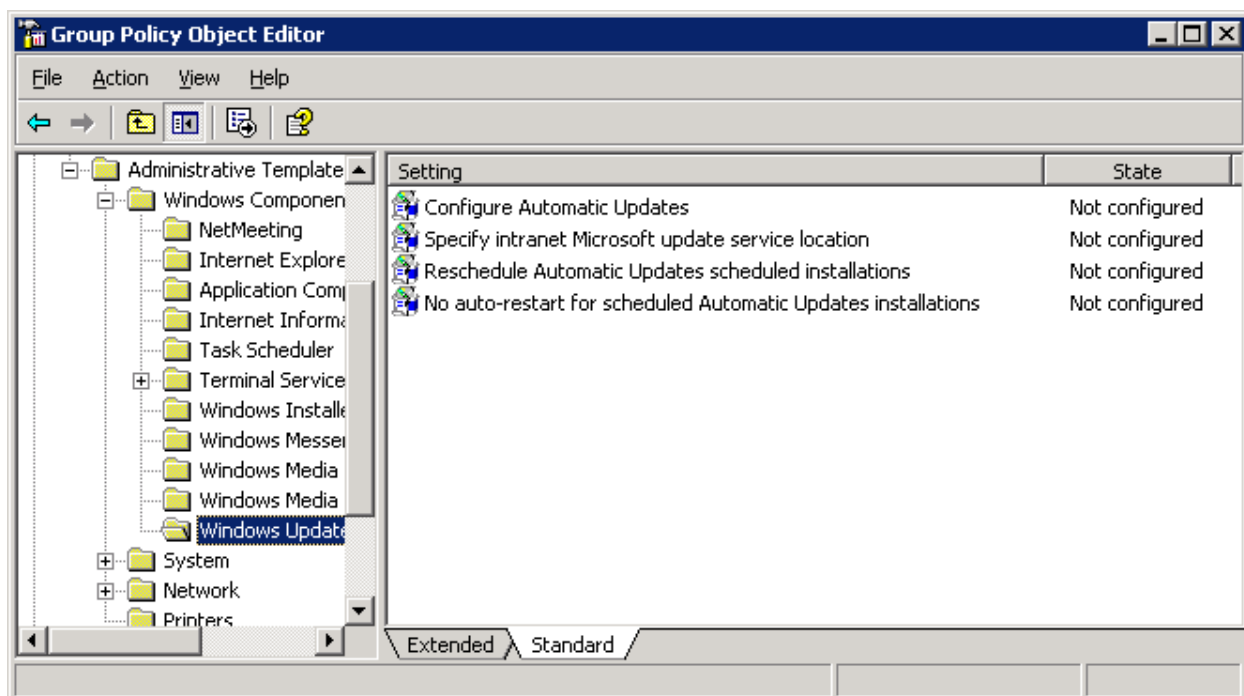 Group Policy Object Editor
File Action View Help
Administrative Template
Windows Componen
NetMeeting
Internet Explore
Application Comp
Internet Informa
Task Scheduler
Terminal Service
Windows Installe
Windows Messen
Windows Media
Windows Media
Windows Update
System
Network
Printers
Setting State
Configure Automatic Updates Not configured
Specify intranet Microsoft update service location Not configured
Reschedule Automatic Updates scheduled installations Not configured
No auto-restart for scheduled Automatic Updates installations Not configured
Extended Standard